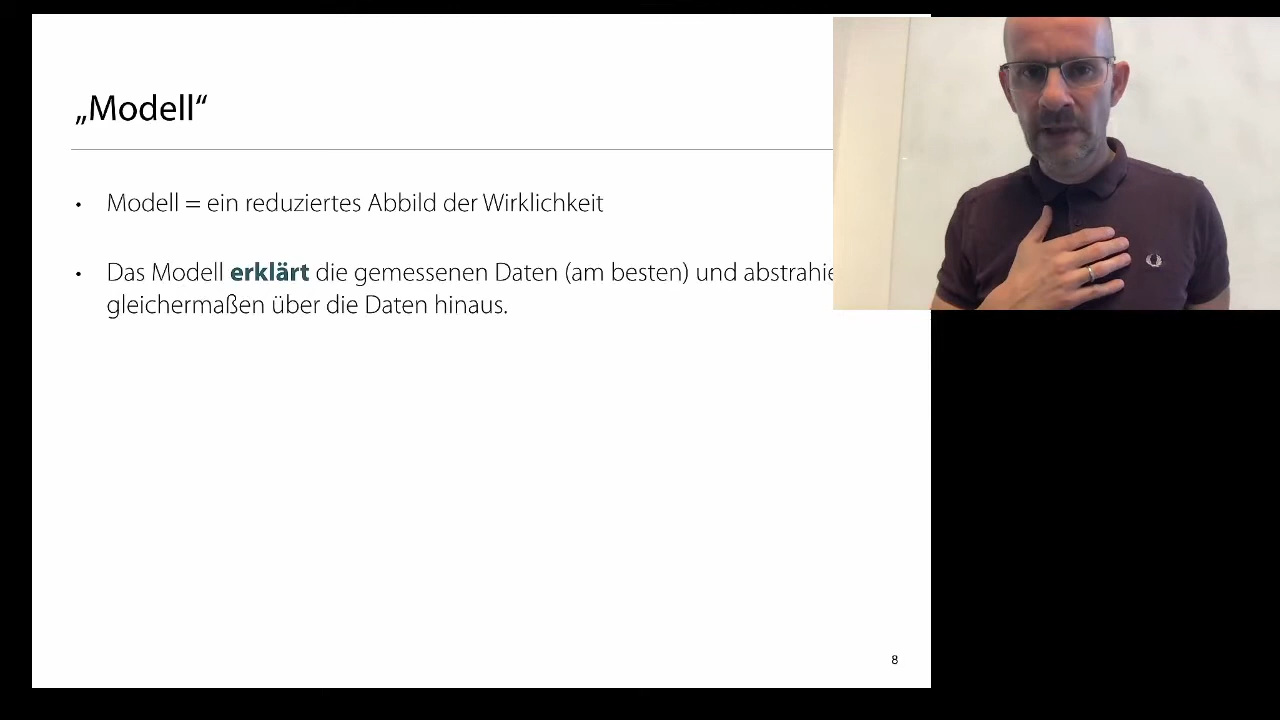 „Modell“
• Modell = ein reduziertes Abbild der Wirklichkeit
• Das Modell erklärt die gemessenen Daten (am besten) und abstrahie
gleichermaßen über die Daten hinaus.
8